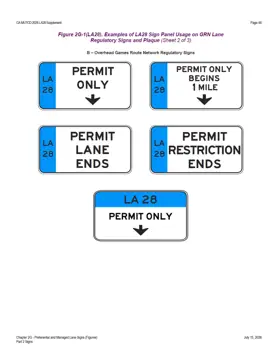 CA MUTCD 2026 LA28 Supplement Page 46
Figure 2G-1(LA28). Examples of LA28 Sign Panel Usage on GRN Lane
Regulatory Signs and Plaque (Sheet 2 of 3)
B – Overhead Games Route Network Regulatory Signs
LA
28
PERMIT
ONLY
LA
28
PERMIT ONLY
BEGINS
1 MILE
LA
28
PERMIT
LANE
ENDS
LA
28
PERMIT
RESTRICTION
ENDS
LA 28
PERMIT ONLY
Chapter 2G - Preferential and Managed Lane Signs (Figures)
Part 2 Signs